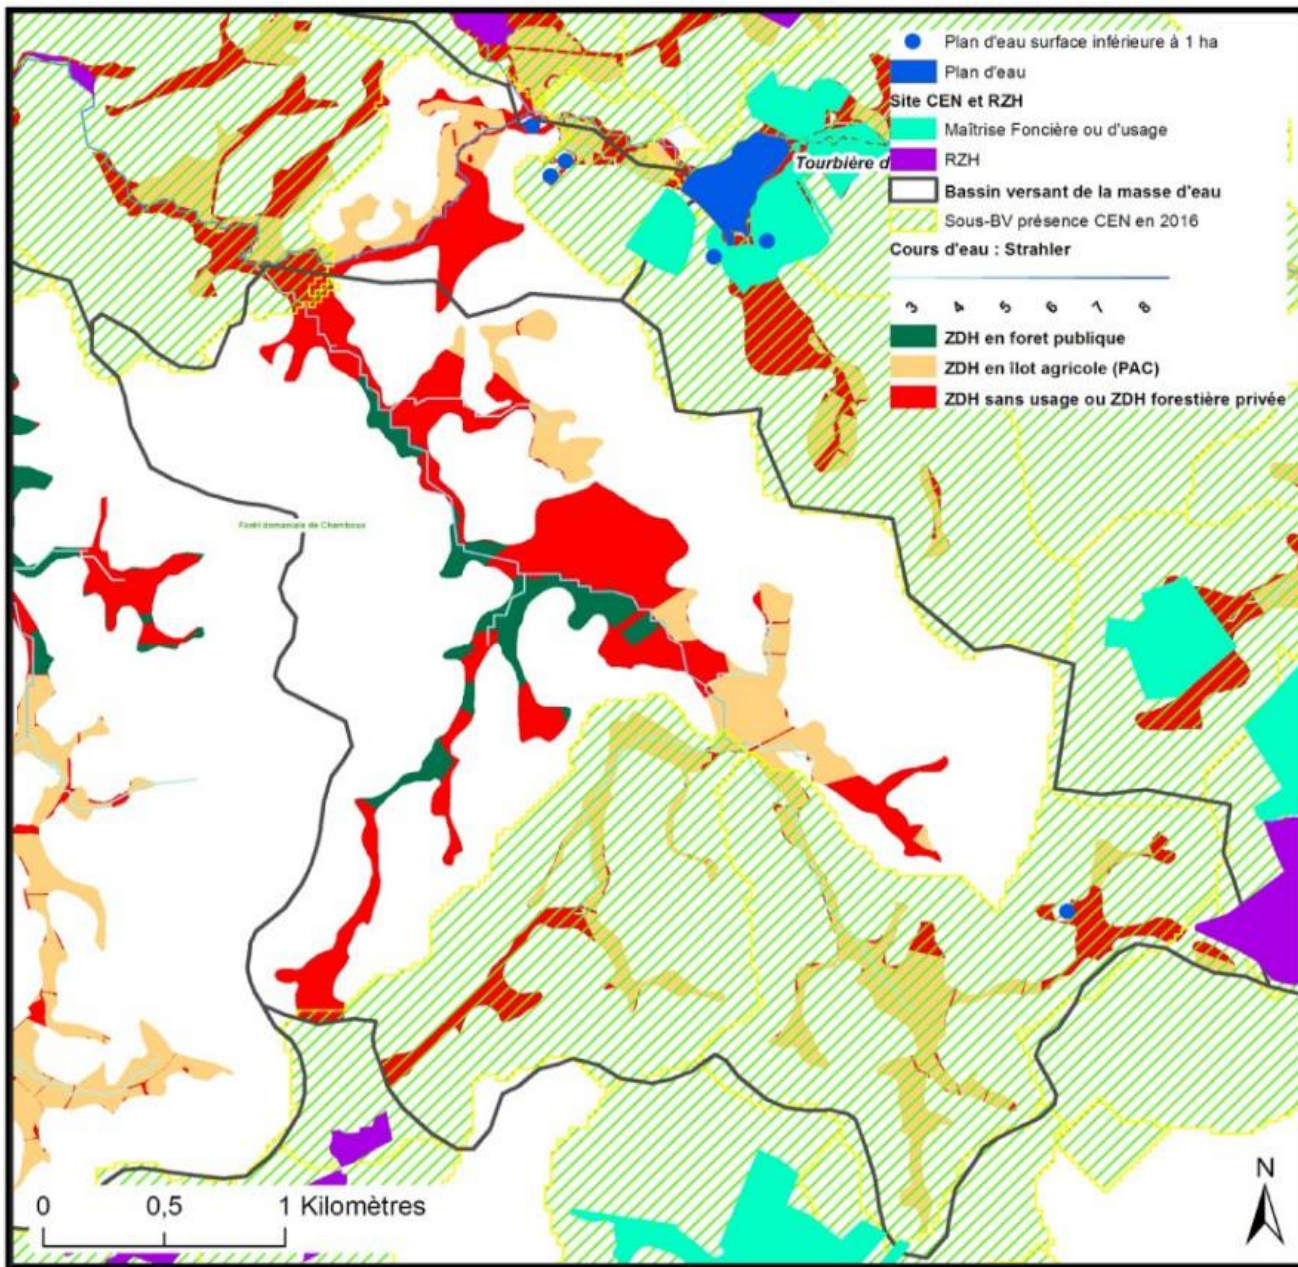 Plan d'eau surface inférieure à 1 ha
Plan d'eau
Site CEN et RZH
Maîtrise Foncière ou d'usage
RZH
Bassin versant de la masse d'eau
Sous-BV présence CEN en 2016
Cours d'eau : Strahler
3 4 5 6 7 8
ZDH en foret publique
ZDH en îlot agricole (PAC)
ZDH sans usage ou ZDH forestière privée
Tourbière d
Forêt domaniale de Chamboux
N
0 0,5 1 Kilomètres